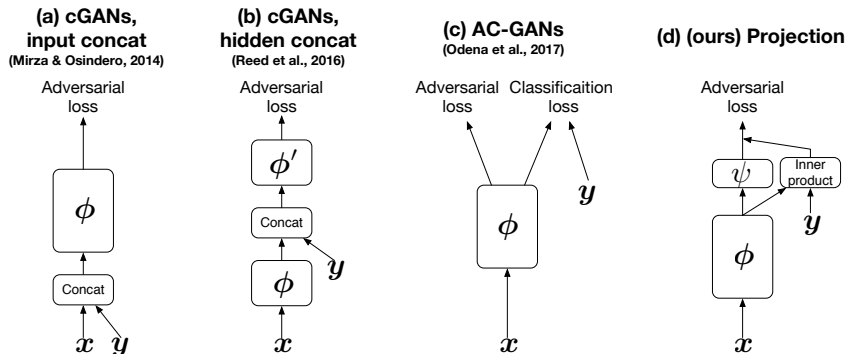 (a) cGANs,
input concat
(Mirza & Osindero, 2014)
Adversarial
loss
ϕ
Concat
x y
(b) cGANs,
hidden concat
(Reed et al., 2016)
Adversarial
loss
ϕ′
Concat
y
ϕ
x
(c) AC-GANs
(Odena et al., 2017)
Adversarial
loss
Classificaition
loss
y
ϕ
x
(d) (ours) Projection
Adversarial
loss
ψ
Inner
product
y
ϕ
x